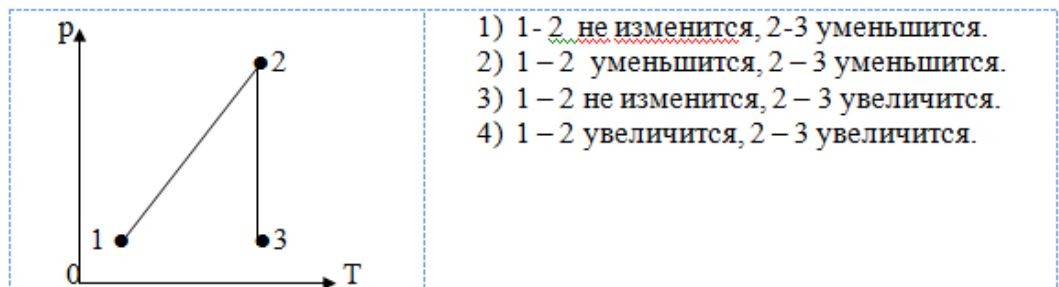 p
2
1
3
0
T
1) 1- 2 не изменится, 2-3 уменьшится.
2) 1 – 2 уменьшится, 2 – 3 уменьшится.
3) 1 – 2 не изменится, 2 – 3 увеличится.
4) 1 – 2 увеличится, 2 – 3 увеличится.